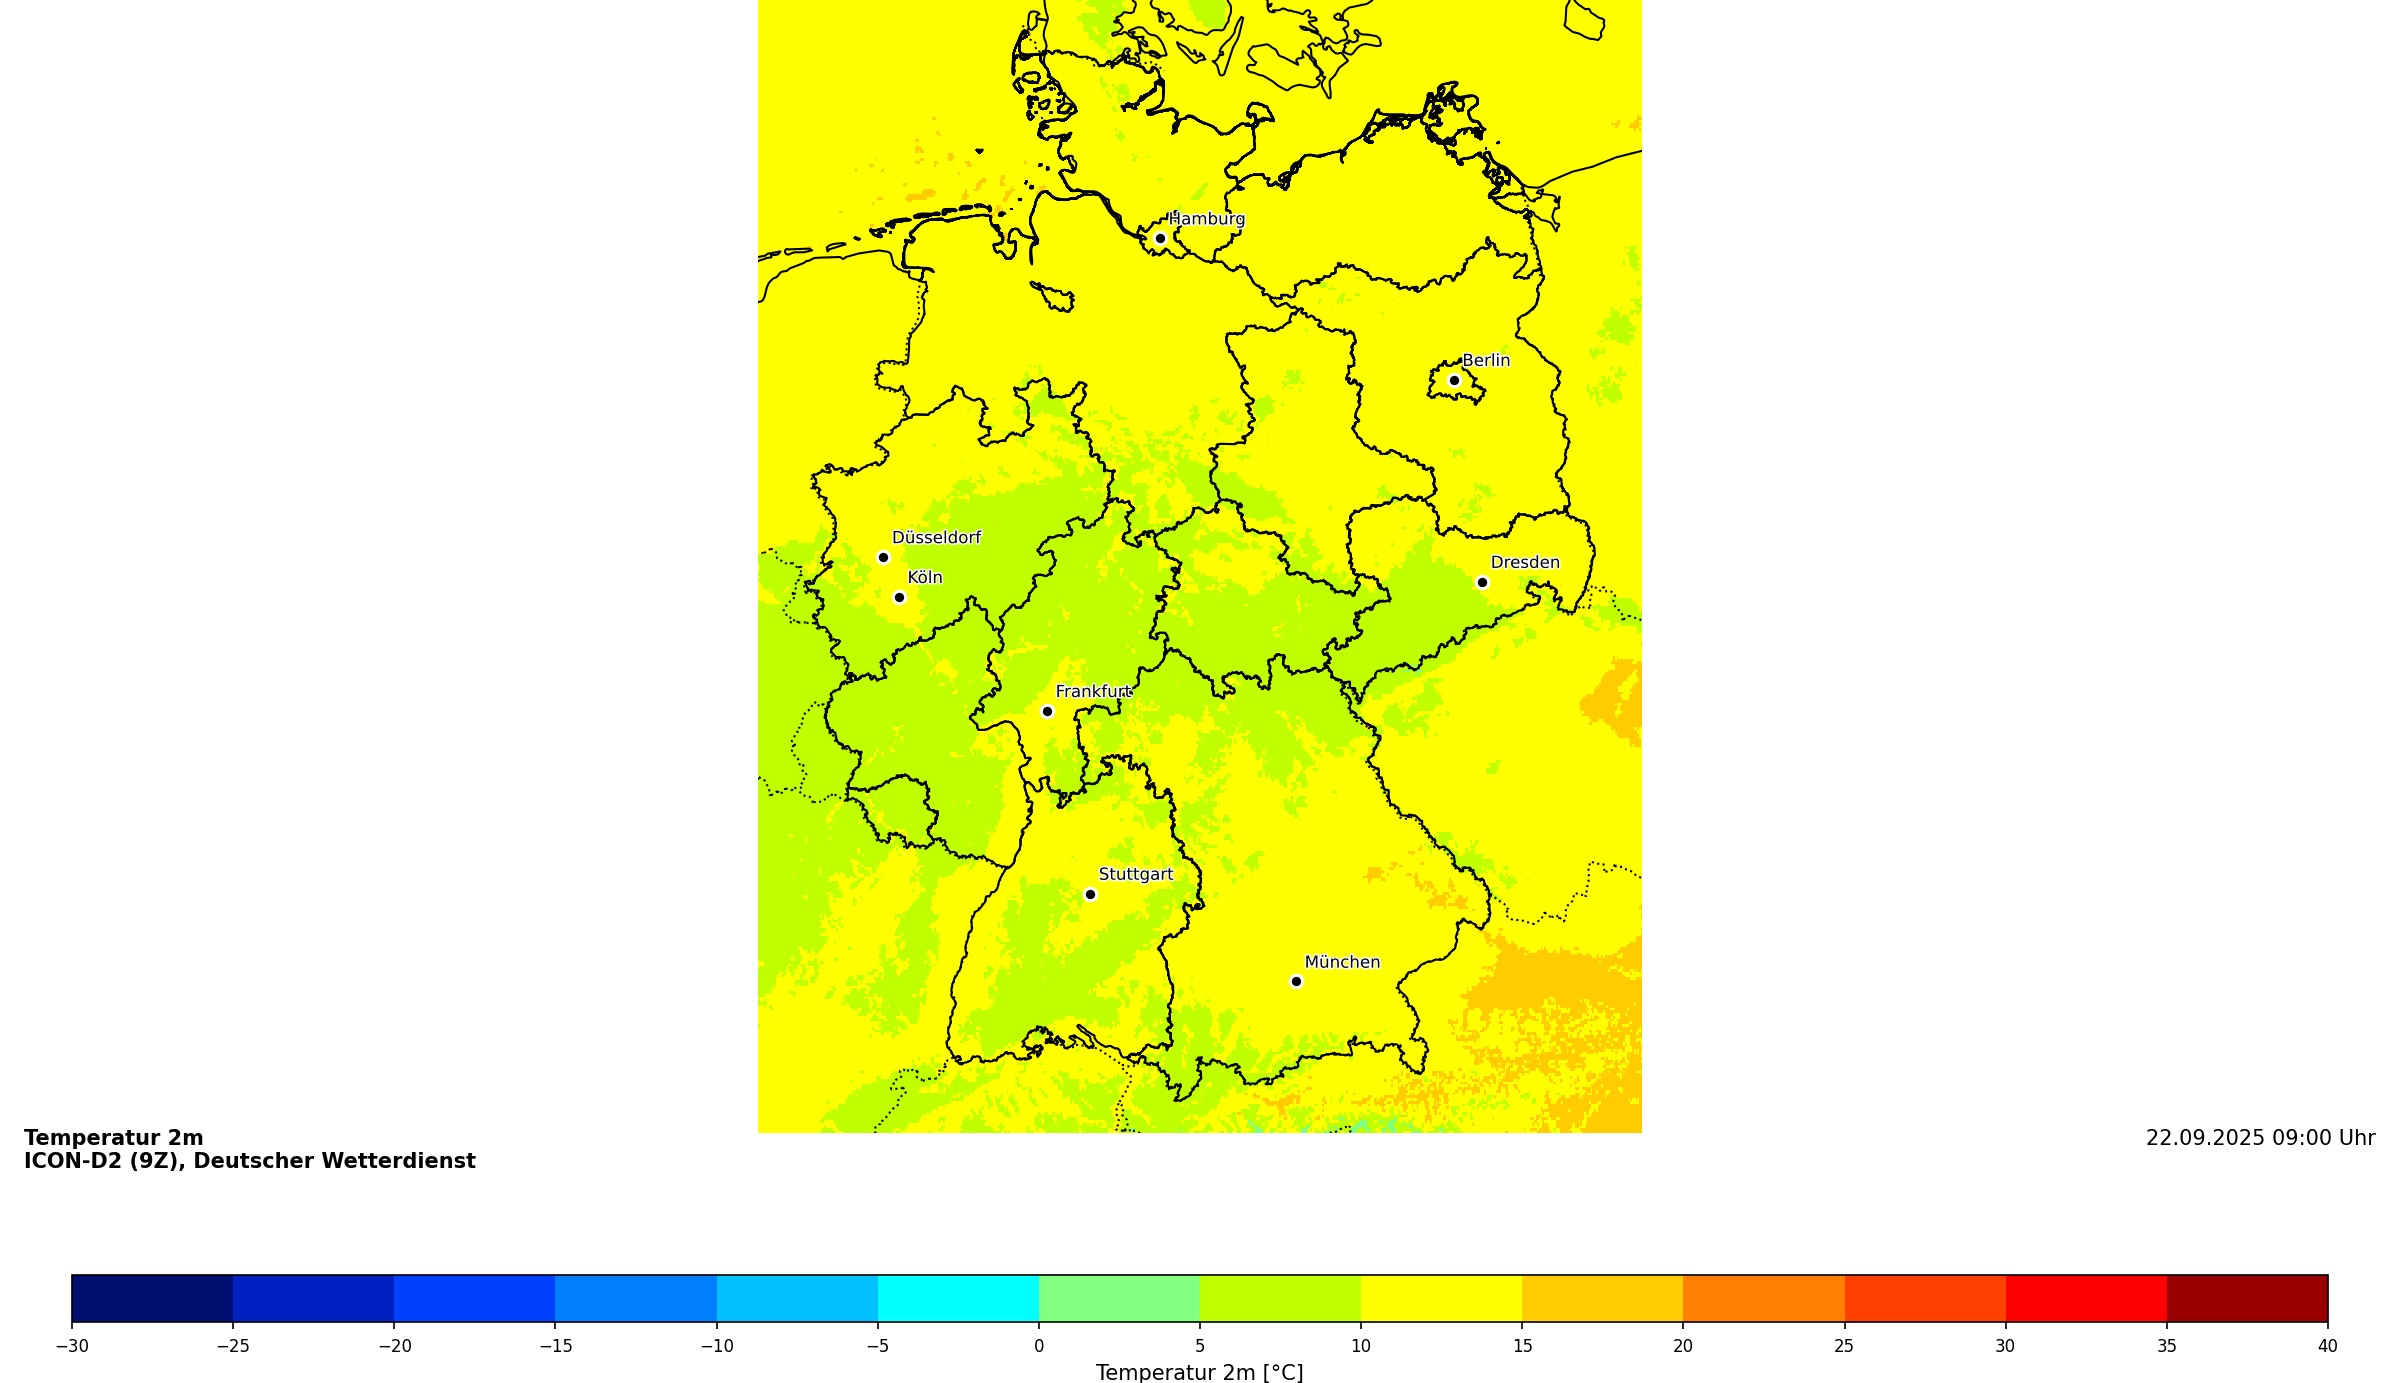 Hamburg
Berlin
Düsseldorf
Dresden
Köln
Frankfurt
Stuttgart
München
Temperatur 2m
ICON-D2 (9Z), Deutscher Wetterdienst
22.09.2025 09:00 Uhr
−30 −25 −20 −15 −10 −5 0 5 10 15 20 25 30 35 40
Temperatur 2m [°C]